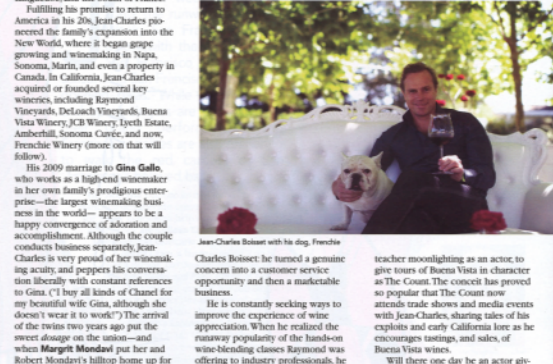 Fulfilling his promise to return to
America in his 20s, Jean-Charles pio-
neered the family's expansion into the
New World, where it began grape
growing and winemaking in Napa,
Sonoma, Marin, and even a property in
Canada. In California, Jean-Charles
acquired or founded several key
wineries, including Raymond
Vineyards, DeLoach Vineyards, Buena
Vista Winery, JCB Winery, Lyeth Estate,
Amberhill, Sonoma Cuvée, and now,
Frenchie Winery (more on that will
follow).
His 2009 marriage to Gina Gallo,
who works as a high-end winemaker
in her own family's prodigious enter-
prise—the largest winemaking busi-
ness in the world— appears to be a
happy convergence of adoration and
accomplishment. Although the couple
conducts business separately, Jean-
Charles is very proud of her winemak-
ing acuity, and peppers his conversa-
tion liberally with constant references
to Gina. ("I buy all kinds of Chanel for
my beautiful wife Gina, although she
doesn't wear it to work!") The arrival
of the twins two years ago put the
sweet dosage on the union—and
when Margrit Mondavi put her and
Robert Mondavi's hilltop home up for
Jean-Charles Boisset with his dog, Frenchie
Charles Boisset: he turned a genuine
concern into a customer service
opportunity and then a marketable
business.
He is constantly seeking ways to
improve the experience of wine
appreciation. When he realized the
runaway popularity of the hands-on
wine-blending classes Raymond was
offering to industry professionals, he
teacher moonlighting as an actor, to
give tours of Buena Vista in character
as The Count. The conceit has proved
so popular that The Count now
attends trade shows and media events
with Jean-Charles, sharing tales of his
exploits and early California lore as he
encourages tastings, and sales, of
Buena Vista wines.
Will there one day be an actor giv-